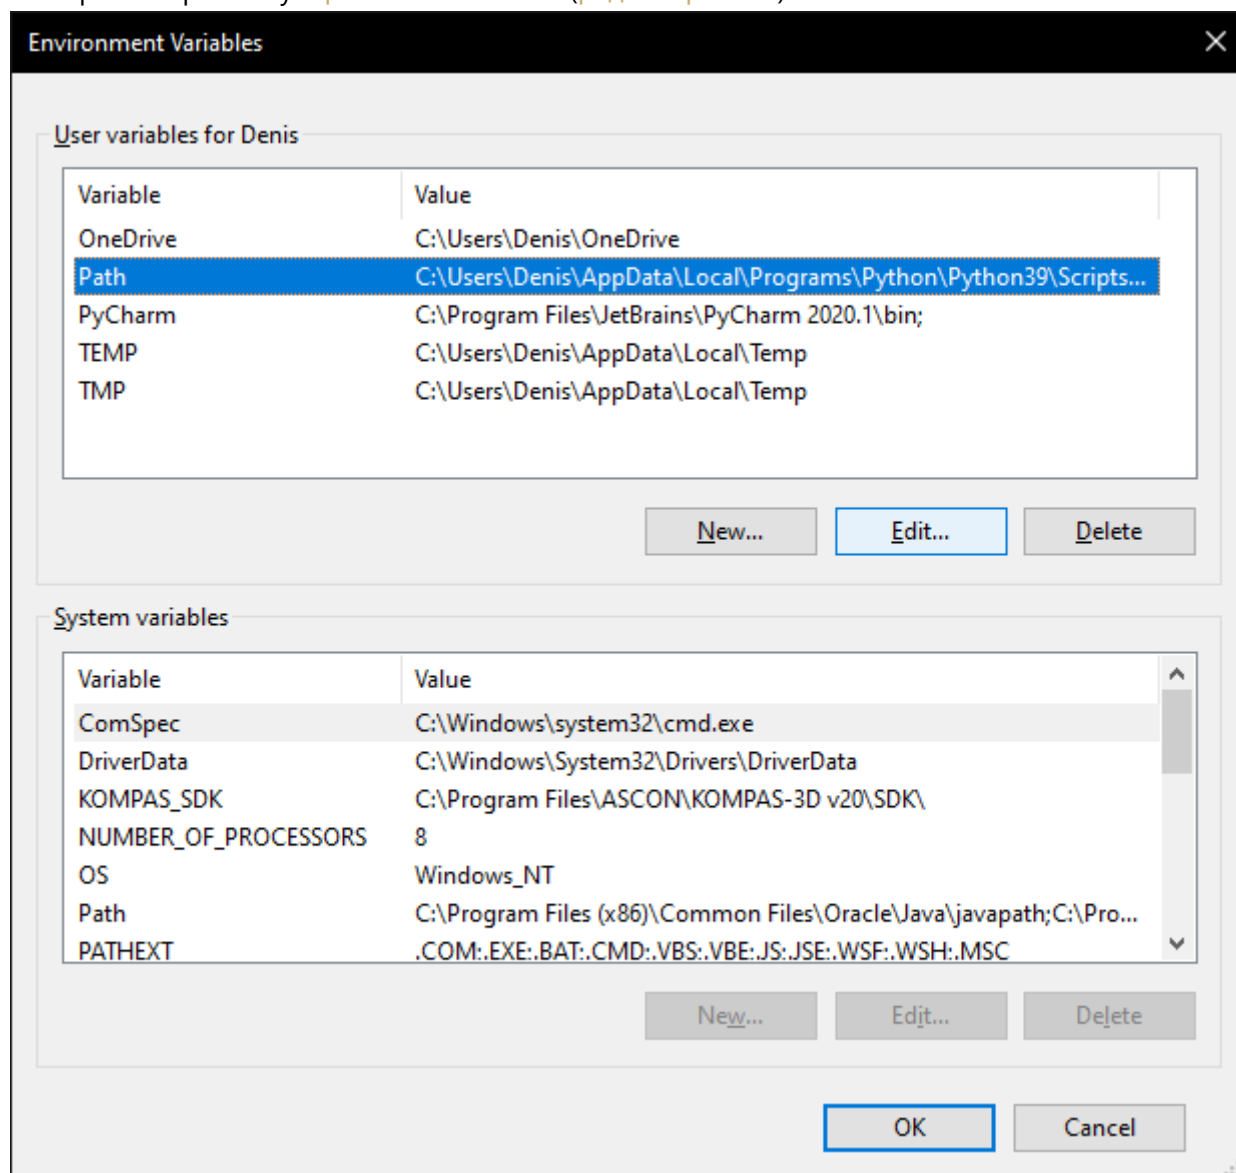 Environment Variables
User variables for Denis
Variable Value
OneDrive C:\Users\Denis\OneDrive
Path C:\Users\Denis\AppData\Local\Programs\Python\Python39\Scripts...
PyCharm C:\Program Files\JetBrains\PyCharm 2020.1\bin;
TEMP C:\Users\Denis\AppData\Local\Temp
TMP C:\Users\Denis\AppData\Local\Temp
New... Edit... Delete
System variables
Variable Value
ComSpec C:\Windows\system32\cmd.exe
DriverData C:\Windows\System32\Drivers\DriverData
KOMPAS_SDK C:\Program Files\ASCON\KOMPAS-3D v20\SDK\
NUMBER_OF_PROCESSORS 8
OS Windows_NT
Path C:\Program Files (x86)\Common Files\Oracle\Java\javapath;C:\Pro...
PATHEXT .COM;.EXE;.BAT;.CMD;.VBS;.VBE;.JS;.JSE;.WSF;.WSH;.MSC
New... Edit... Delete
OK Cancel